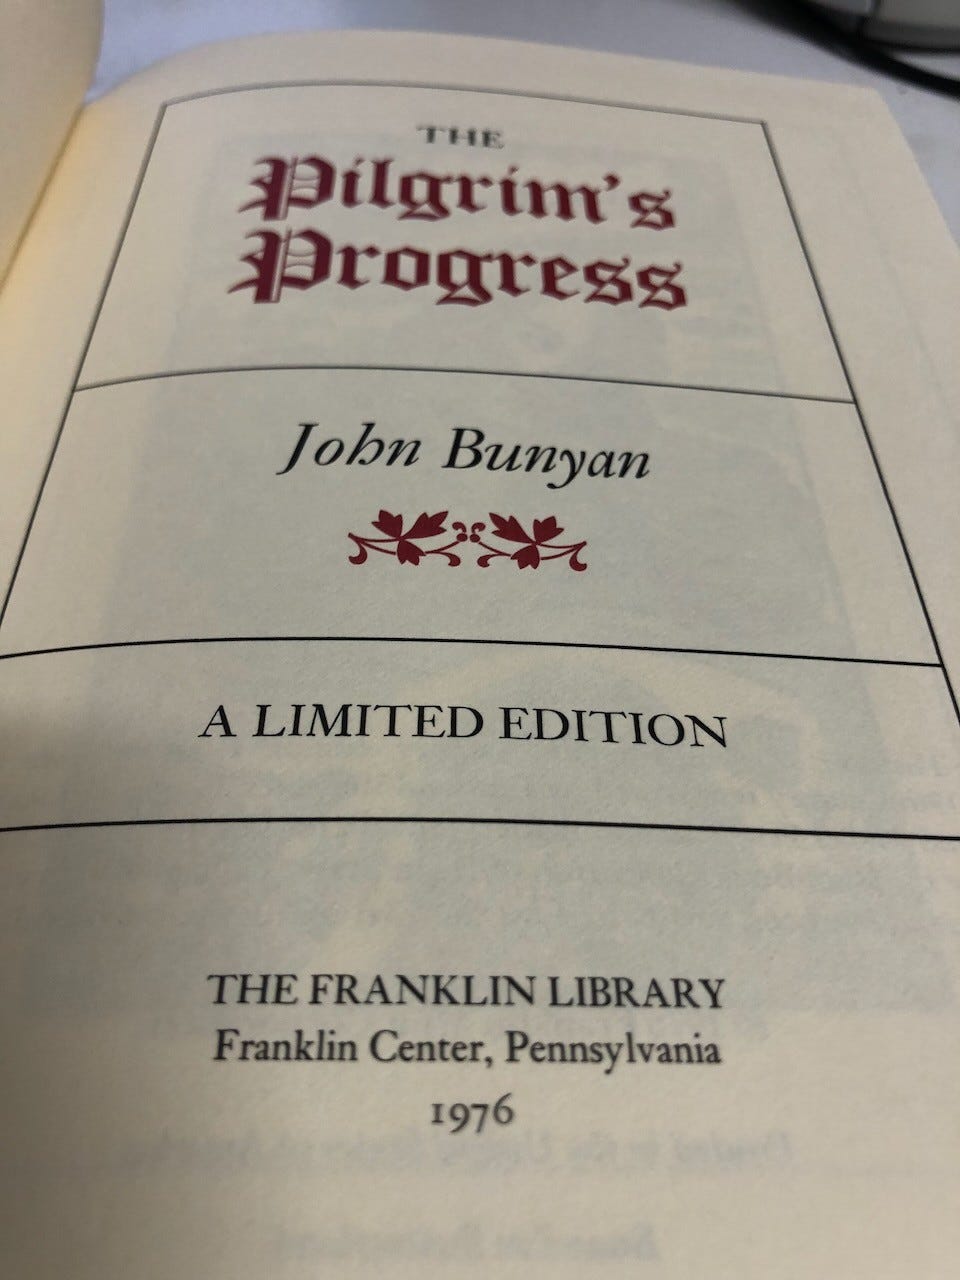 THE
Pilgrim's
Progress
John Bunyan
A LIMITED EDITION
THE FRANKLIN LIBRARY
Franklin Center, Pennsylvania
1976